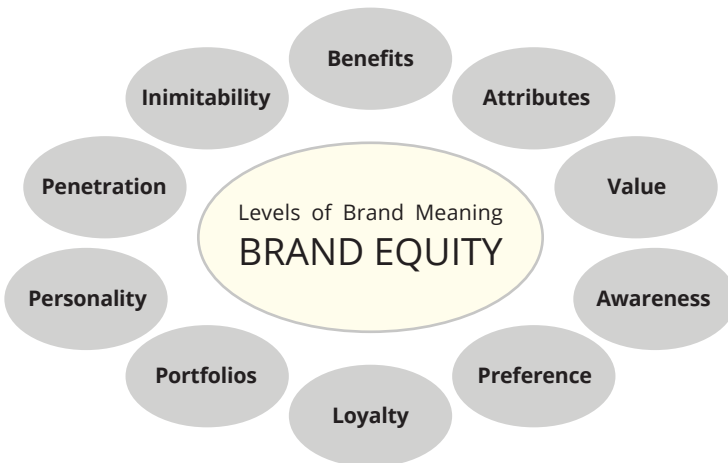 Benefits
Inimitability
Attributes
Penetration
Value
Levels of Brand Meaning
BRAND EQUITY
Personality
Awareness
Portfolios
Preference
Loyalty